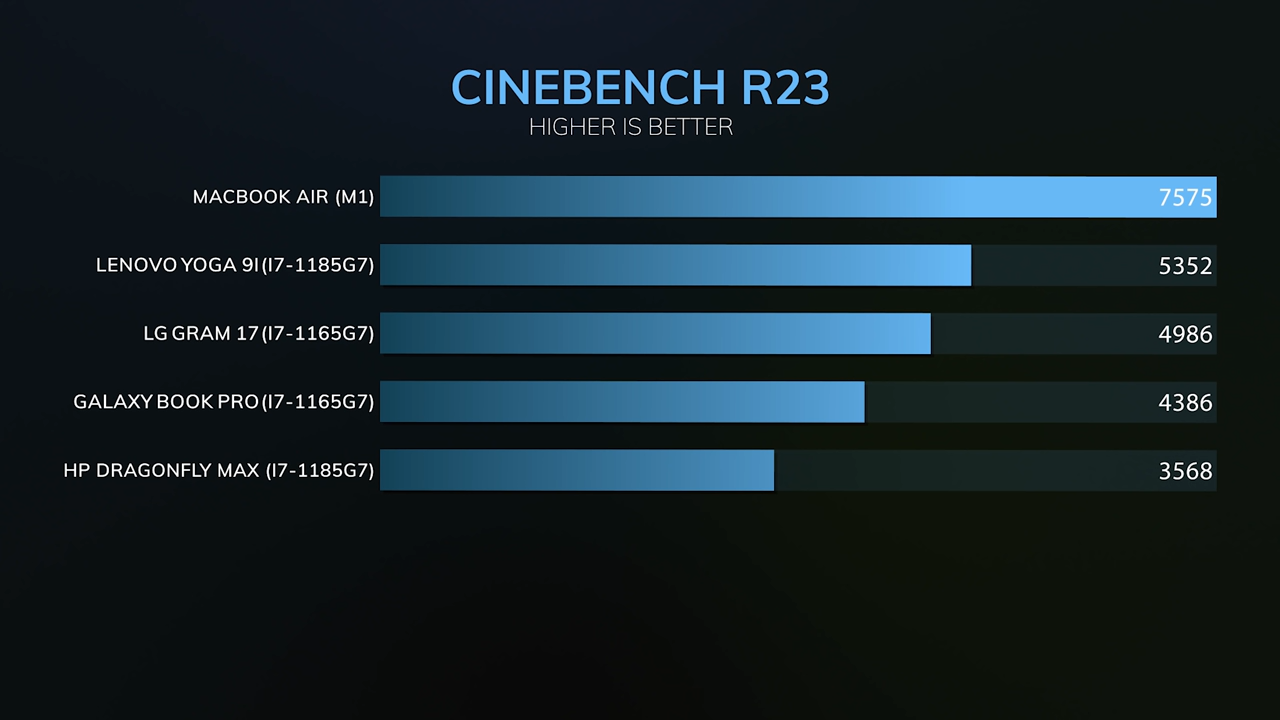 CINEBENCH R23
HIGHER IS BETTER
MACBOOK AIR (M1) 7575
LENOVO YOGA 9I (I7-1185G7) 5352
LG GRAM 17 (I7-1165G7) 4986
GALAXY BOOK PRO (I7-1165G7) 4386
HP DRAGONFLY MAX (I7-1185G7) 3568